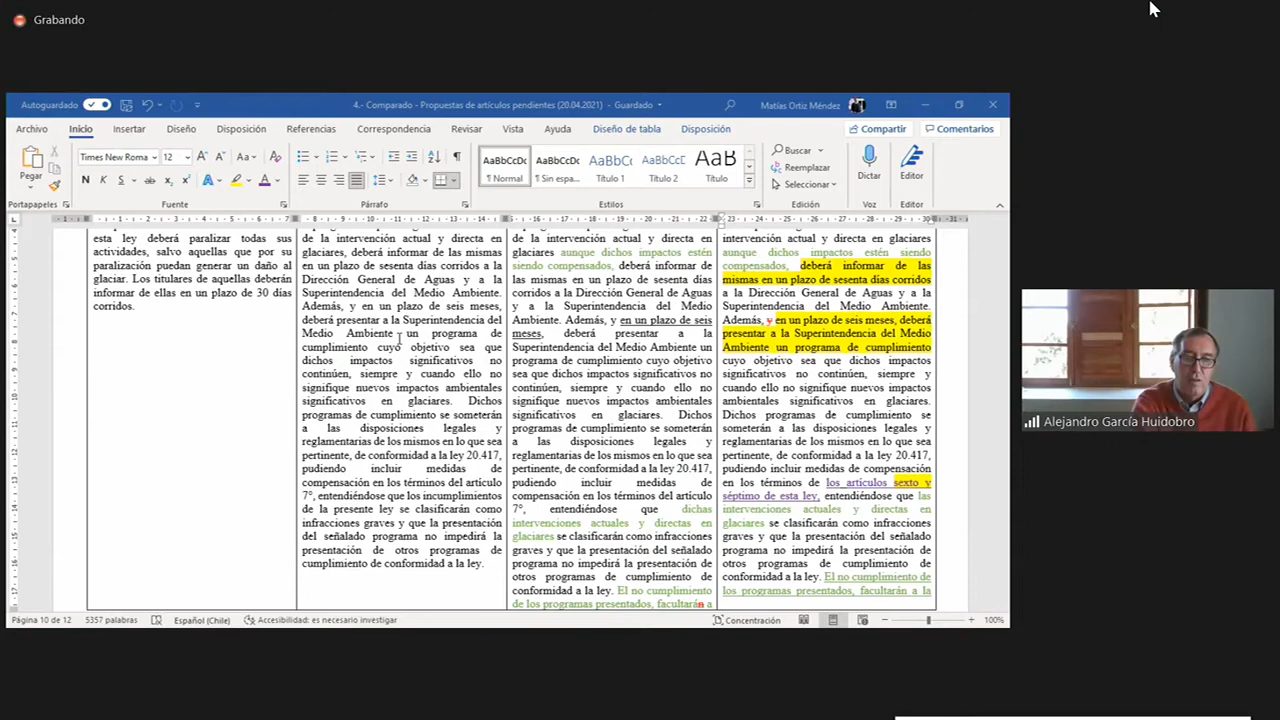 Grabando
Autoguardado
4.- Comparado - Propuestas de artículos pendientes (20.04.2021) - Guardado
Matías Ortiz Méndez
Archivo Inicio Insertar Diseño Disposición Referencias Correspondencia Revisar Vista Ayuda Diseño de tabla Disposición Compartir Comentarios
Pegar
Times New Roma 12
N K S
AaBbCcDc AaBbCcDc AaBbCc AaBbCcD AaB
¶ Normal ¶ Sin espa... Título 1 Título 2 Título
Buscar
Reemplazar
Seleccionar
Dictar
Editor
Portapapeles Fuente Párrafo Estilos Edición Voz Editor
esta ley deberá paralizar todas sus
actividades, salvo aquellas que por su
paralización puedan generar un daño al
glaciar. Los titulares de aquellas deberán
informar de ellas en un plazo de 30 días
corridos.
de la intervención actual y directa en
glaciares, deberá informar de las mismas
en un plazo de sesenta días corridos a la
Dirección General de Aguas y a la
Superintendencia del Medio Ambiente.
Además, y en un plazo de seis meses,
deberá presentar a la Superintendencia del
Medio Ambiente un programa de
cumplimiento cuyo objetivo sea que
dichos impactos significativos no
continúen, siempre y cuando ello no
signifique nuevos impactos ambientales
significativos en glaciares. Dichos
programas de cumplimiento se someterán
a las disposiciones legales y
reglamentarias de los mismos en lo que sea
pertinente, de conformidad a la ley 20.417,
pudiendo incluir medidas de
compensación en los términos del artículo
7°, entendiéndose que los incumplimientos
de la presente ley se clasificarán como
infracciones graves y que la presentación
del señalado programa no impedirá la
presentación de otros programas de
cumplimiento de conformidad a la ley.
de la intervención actual y directa en
glaciares aunque dichos impactos estén
siendo compensados, deberá informar de
las mismas en un plazo de sesenta días
corridos a la Dirección General de Aguas
y a la Superintendencia del Medio
Ambiente. Además, y en un plazo de seis
meses, deberá presentar a la
Superintendencia del Medio Ambiente un
programa de cumplimiento cuyo objetivo
sea que dichos impactos significativos no
continúen, siempre y cuando ello no
signifique nuevos impactos ambientales
significativos en glaciares. Dichos
programas de cumplimiento se someterán
a las disposiciones legales y
reglamentarias de los mismos en lo que sea
pertinente, de conformidad a la ley 20.417,
pudiendo incluir medidas de
compensación en los términos del artículo
7°, entendiéndose que dichas
intervenciones actuales y directas en
glaciares se clasificarán como infracciones
graves y que la presentación del señalado
programa no impedirá la presentación de
otros programas de cumplimiento de
conformidad a la ley. El no cumplimiento
de los programas presentados, facultarán a
intervención actual y directa en glaciares
aunque dichos impactos estén siendo
compensados, deberá informar de las
mismas en un plazo de sesenta días corridos
a la Dirección General de Aguas y a la
Superintendencia del Medio Ambiente.
Además, y en un plazo de seis meses, deberá
presentar a la Superintendencia del Medio
Ambiente un programa de cumplimiento
cuyo objetivo sea que dichos impactos
significativos no continúen, siempre y
cuando ello no signifique nuevos impactos
ambientales significativos en glaciares.
Dichos programas de cumplimiento se
someterán a las disposiciones legales y
reglamentarias de los mismos en lo que sea
pertinente, de conformidad a la ley 20.417,
pudiendo incluir medidas de compensación
en los términos de los artículos sexto y
séptimo de esta ley, entendiéndose que las
intervenciones actuales y directas en
glaciares se clasificarán como infracciones
graves y que la presentación del señalado
programa no impedirá la presentación de
otros programas de cumplimiento de
conformidad a la ley. El no cumplimiento de
los programas presentados, facultarán a la
Alejandro García Huidobro
Página 10 de 12 5357 palabras Español (Chile) Accesibilidad: es necesario investigar Concentración 100%